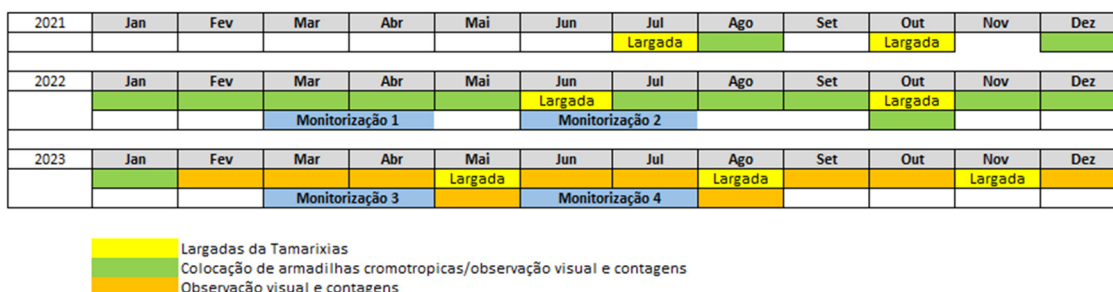 2021 Jan Fev Mar Abr Mai Jun Jul Ago Set Out Nov Dez
Largada Largada
2022 Jan Fev Mar Abr Mai Jun Jul Ago Set Out Nov Dez
Largada Largada
Monitorização 1 Monitorização 2
2023 Jan Fev Mar Abr Mai Jun Jul Ago Set Out Nov Dez
Largada Largada Largada
Monitorização 3 Monitorização 4
Largadas da Tamarixias
Colocação de armadilhas cromotropicas/observação visual e contagens
Observação visual e contagens